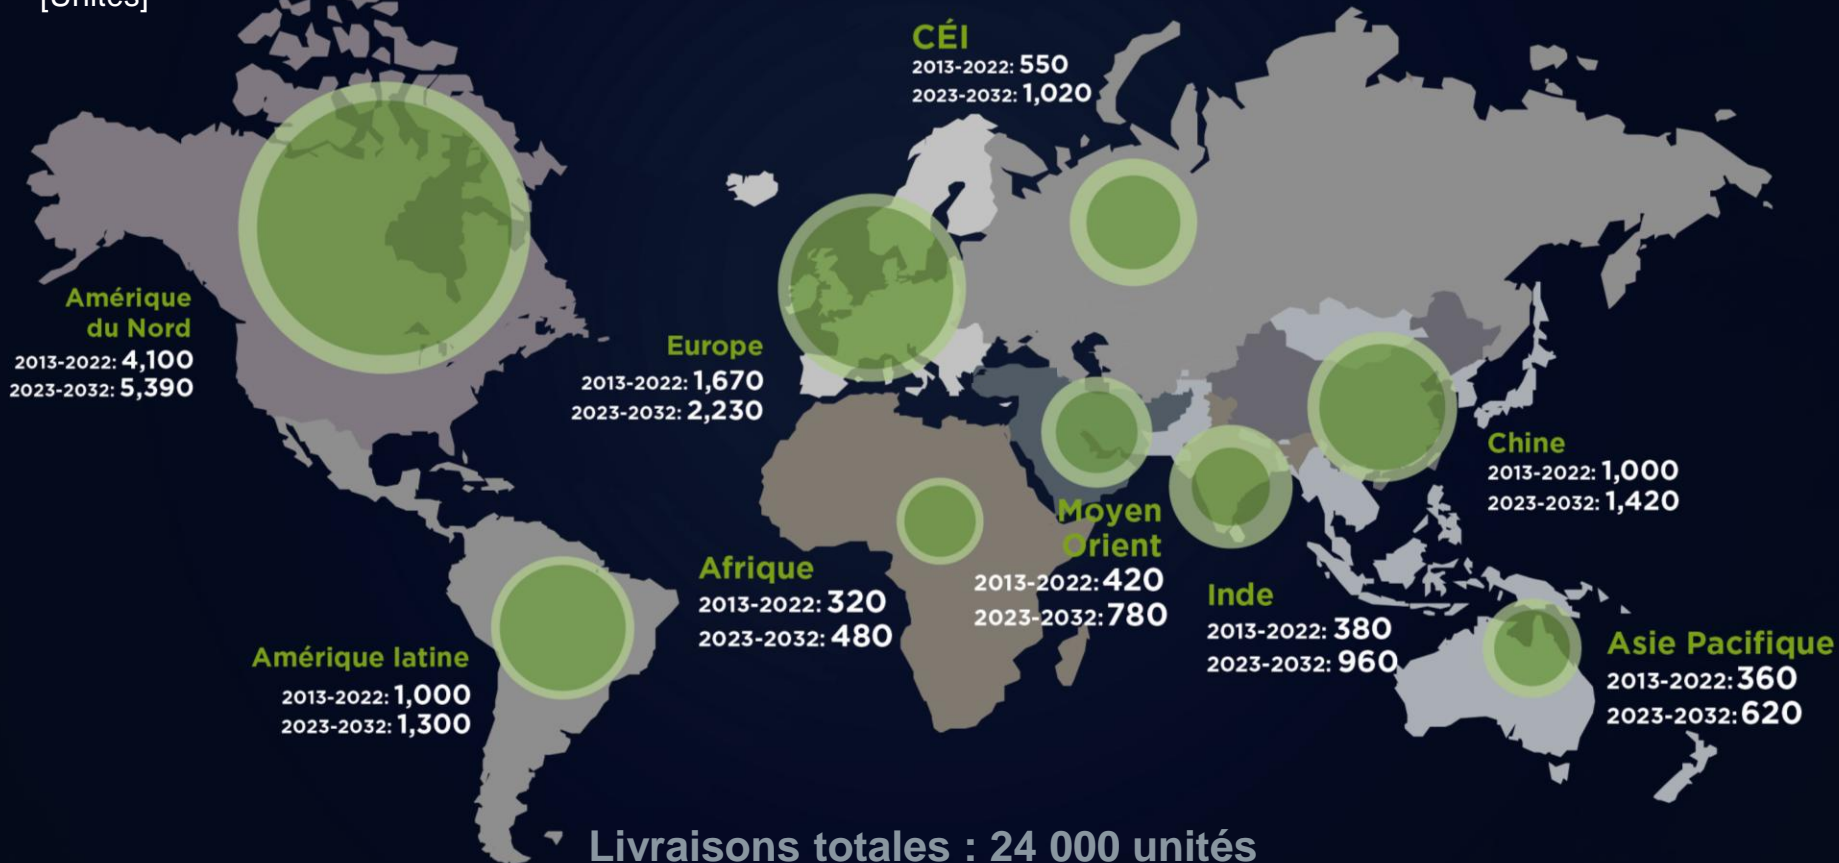 [Unités]
CÉI
2013-2022: 550
2023-2032: 1,020
Amérique
du Nord
2013-2022: 4,100
2023-2032: 5,390
Europe
2013-2022: 1,670
2023-2032: 2,230
Chine
2013-2022: 1,000
2023-2032: 1,420
Moyen
Orient
2013-2022: 420
2023-2032: 780
Afrique
2013-2022: 320
2023-2032: 480
Inde
2013-2022: 380
2023-2032: 960
Asie Pacifique
2013-2022: 360
2023-2032: 620
Amérique latine
2013-2022: 1,000
2023-2032: 1,300
Livraisons totales : 24 000 unités